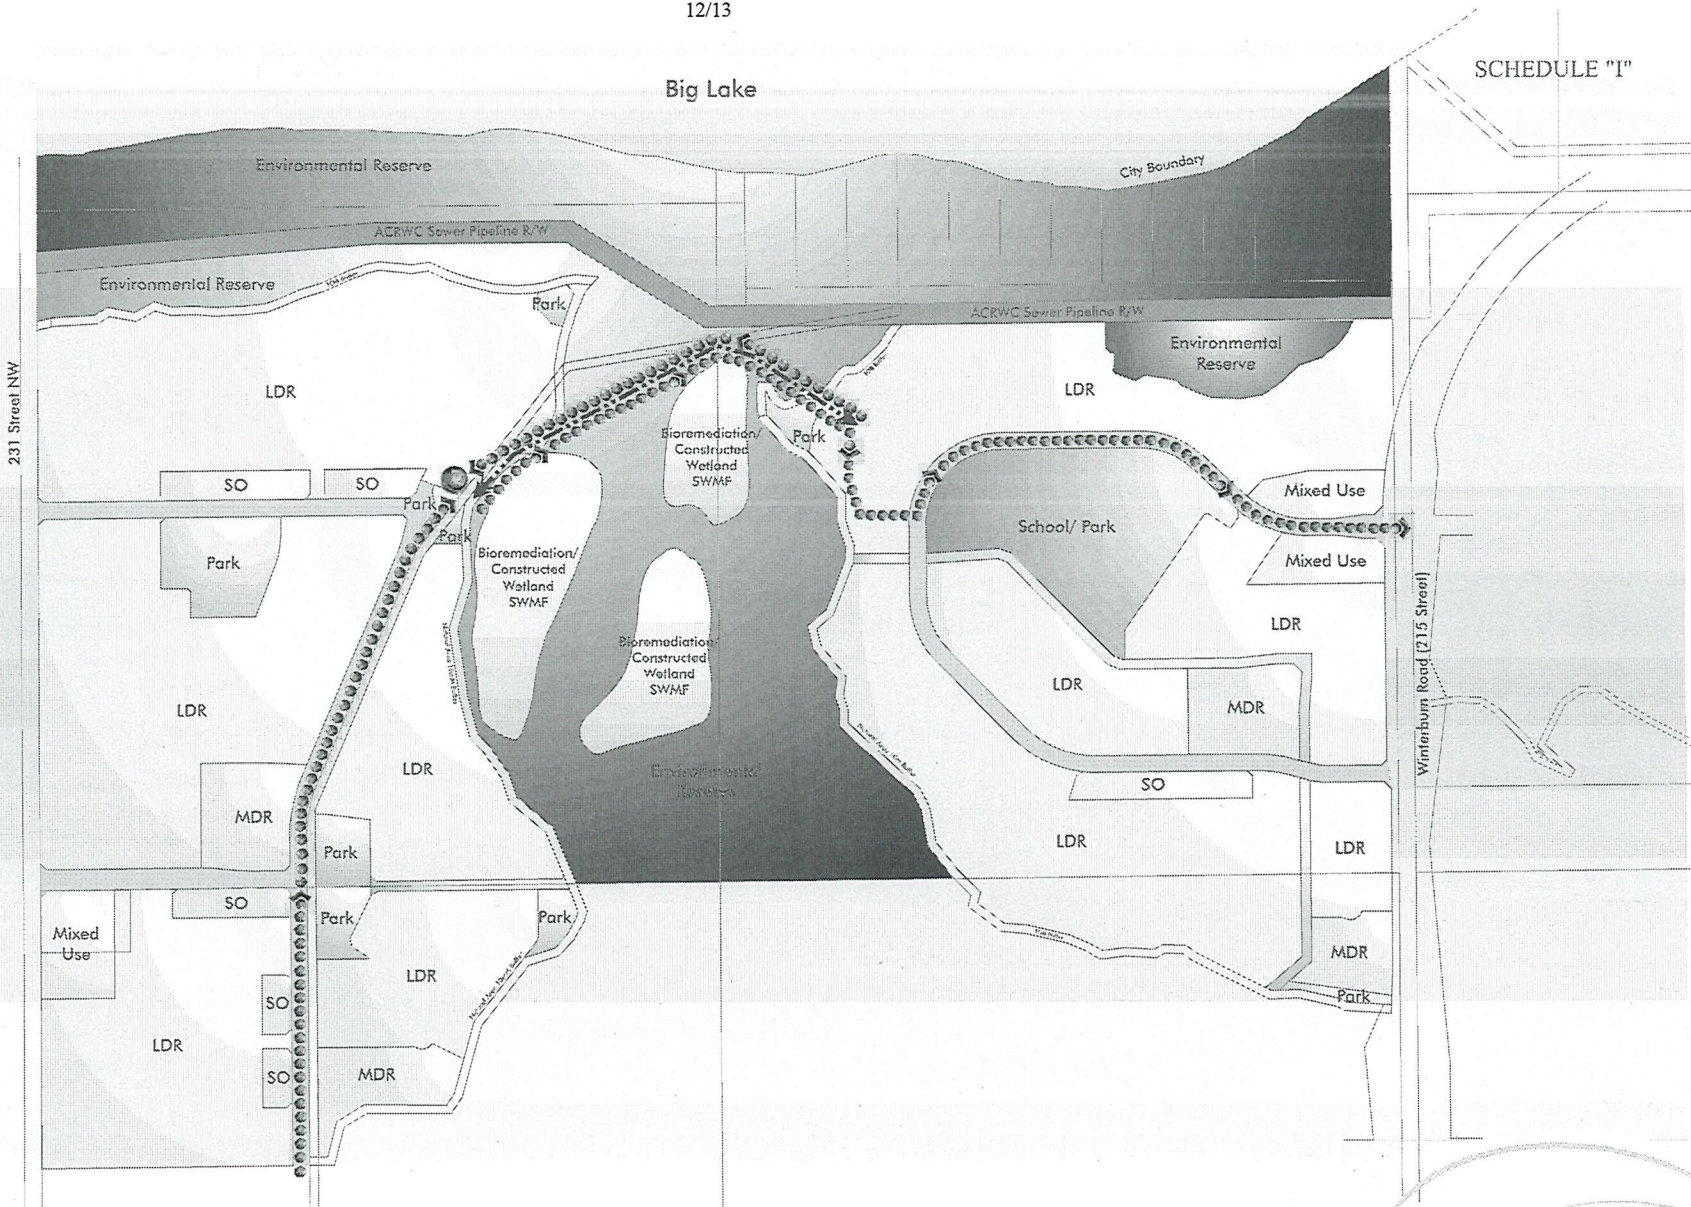 12/13
SCHEDULE "I"
Big Lake
Environmental Reserve
City Boundary
ACRWC Sewer Pipeline R/W
Environmental Reserve
Park
ACRWC Sewer Pipeline R/W
Environmental
Reserve
231 Street NW
LDR
LDR
Bioremediation/
Constructed
Wetland
SWMF
Park
SO
SO
Park
Park
Mixed Use
School/ Park
Mixed Use
Park
Bioremediation/
Constructed
Wetland
SWMF
Bioremediation/
Constructed
Wetland
SWMF
LDR
Winterburn Road (215 Street)
LDR
LDR
MDR
LDR
Environmental
Reserve
SO
MDR
LDR
LDR
Park
SO
Park
Park
Mixed
Use
LDR
MDR
Park
SO
LDR
SO
MDR